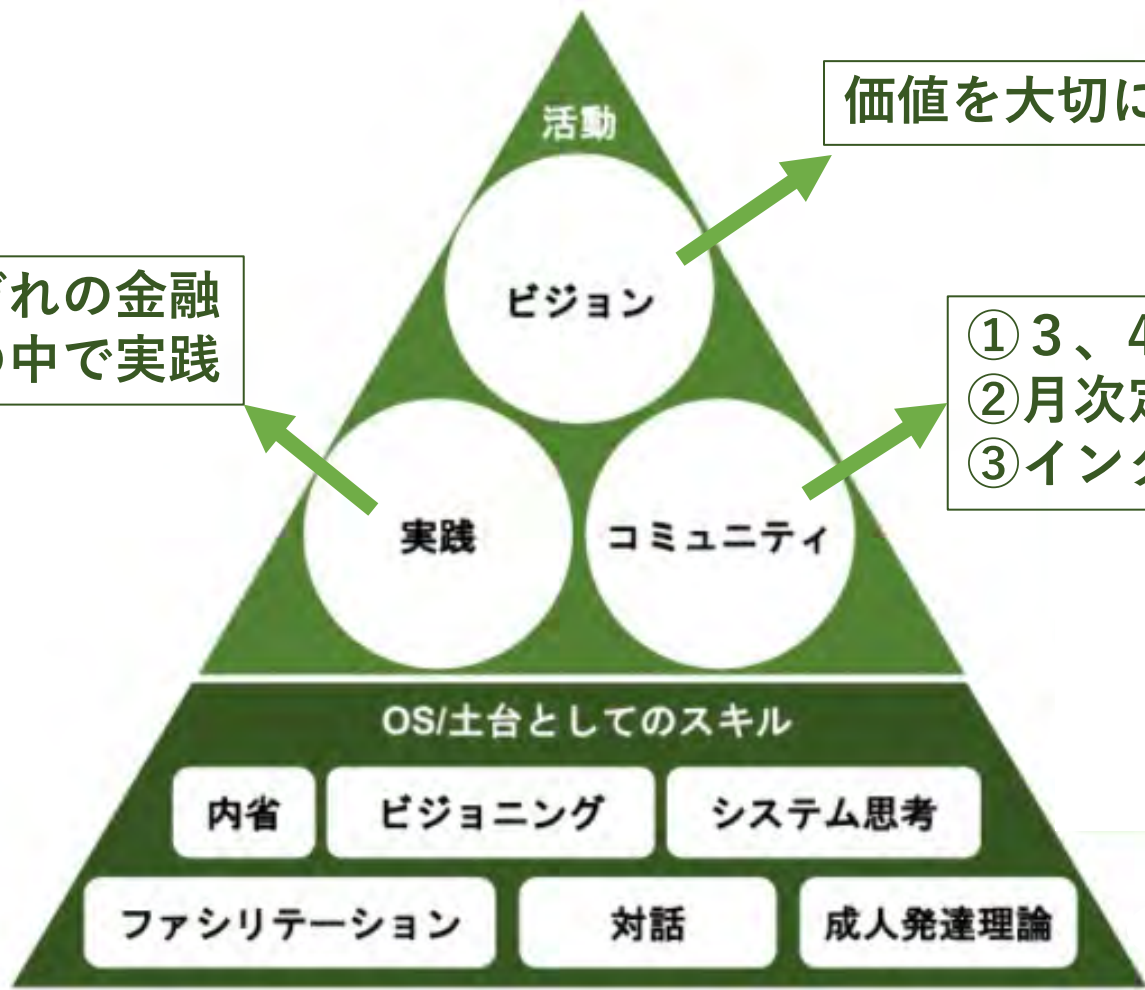 活動
価値を大切に
ビジョン
れの金融
中で実践
①３、
②月次定
③イン
実践
コミュニティ
OS/土台としてのスキル
内省
ビジョニング
システム思考
ファシリテーション
対話
成人発達理論